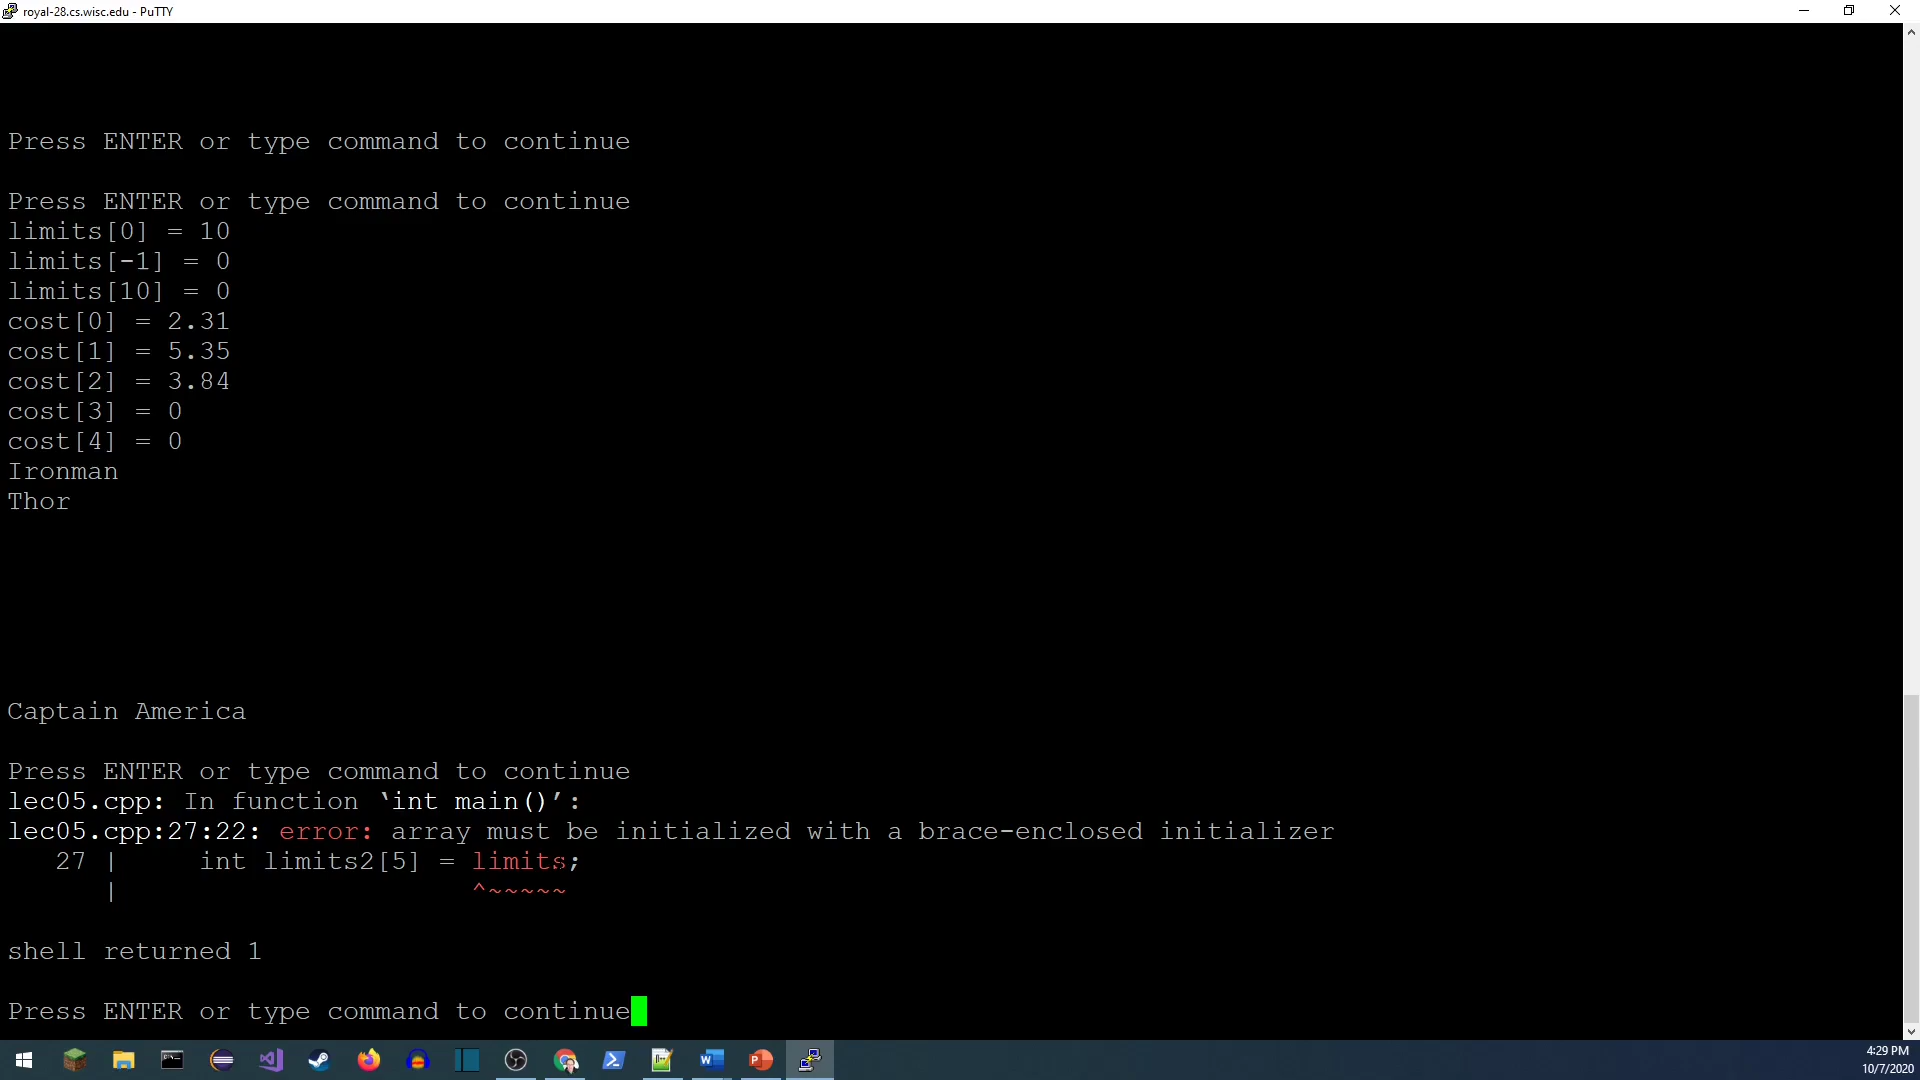 royal-28.cs.wisc.edu - PuTTY
Press ENTER or type command to continue
Press ENTER or type command to continue
limits[0] = 10
limits[-1] = 0
limits[10] = 0
cost[0] = 2.31
cost[1] = 5.35
cost[2] = 3.84
cost[3] = 0
cost[4] = 0
Ironman
Thor
Captain America
Press ENTER or type command to continue
lec05.cpp: In function ‘int main()’:
lec05.cpp:27:22: error: array must be initialized with a brace-enclosed initializer
27 |     int limits2[5] = limits;
|                      ^~~~~~
shell returned 1
Press ENTER or type command to continue
4:29 PM
10/7/2020